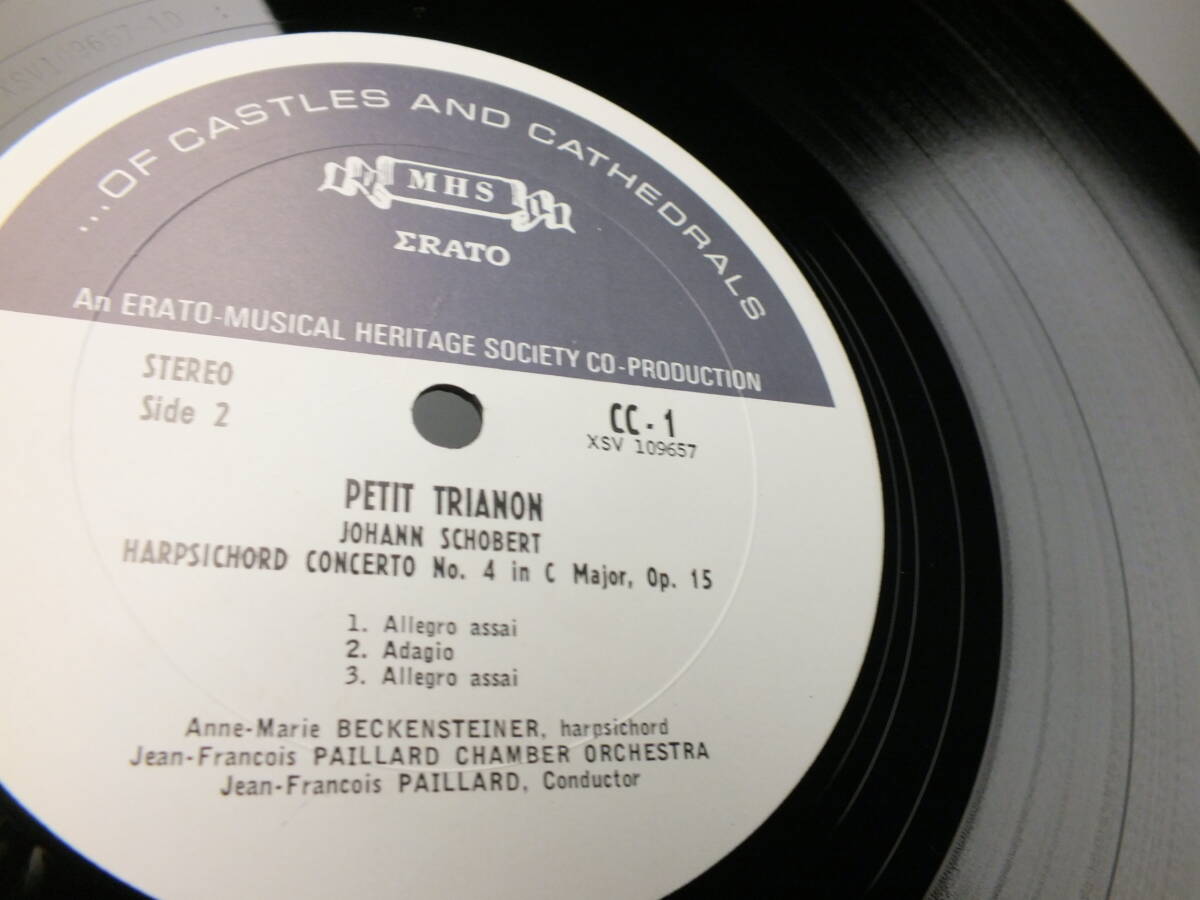 XSV109657 1D
...OF CASTLES AND CATHEDRALS
MHS
ΣRATO
An ERATO-MUSICAL HERITAGE SOCIETY CO-PRODUCTION
STEREO
Side 2
CC-1
XSV 109657
PETIT TRIANON
JOHANN SCHOBERT
HARPSICHORD CONCERTO No. 4 in C Major, Op. 15
1. Allegro assai
2. Adagio
3. Allegro assai
Anne-Marie BECKENSTEINER, harpsichord
Jean-Francois PAILLARD CHAMBER ORCHESTRA
Jean-Francois PAILLARD, Conductor